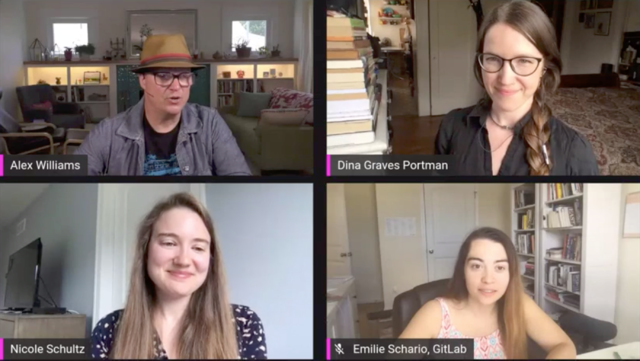 Alex Williams
Dina Graves Portman
Nicole Schultz
Emilie Schario, GitLab